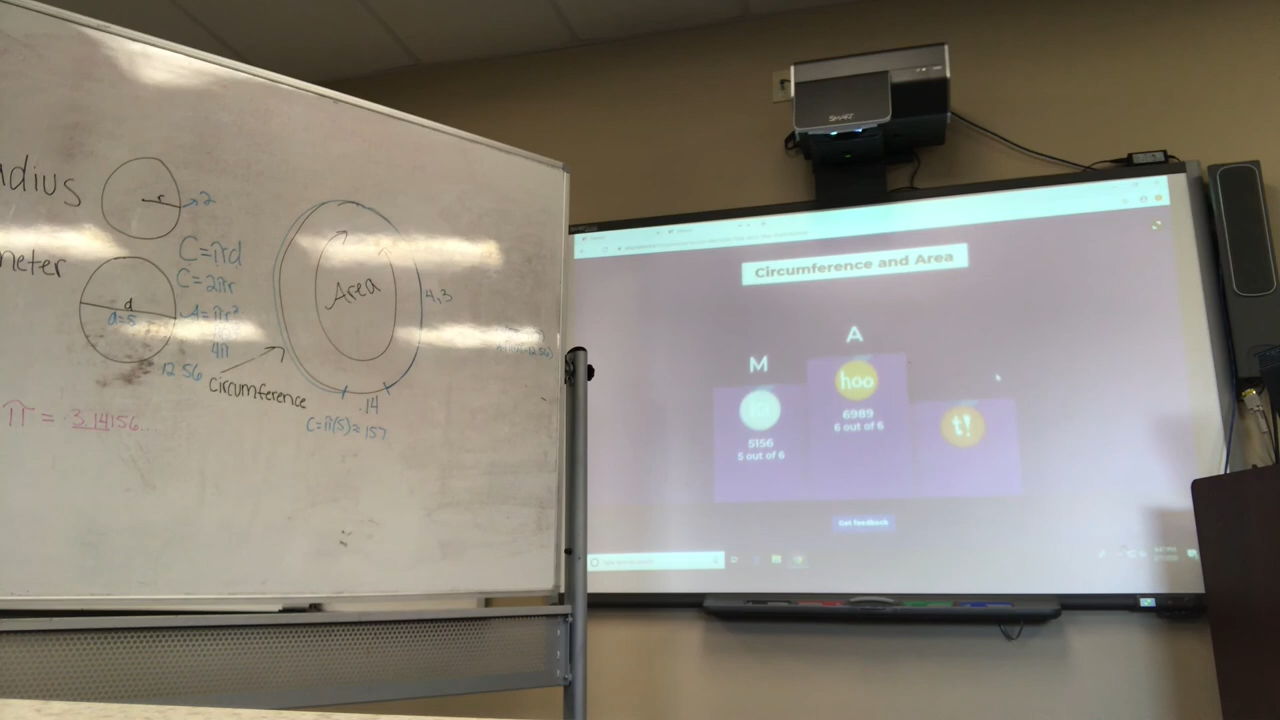 adius
r
2
C=πd
C=2πr
meter
d
d=5
A=πr²
4π
12 56
Circumference
Area
4,3
.14
C=π(5)≈157
π = 3.14156...
SMART
Circumference and Area
M
A
hoo
5156
5 out of 6
6989
6 out of 6
t!
Get feedback